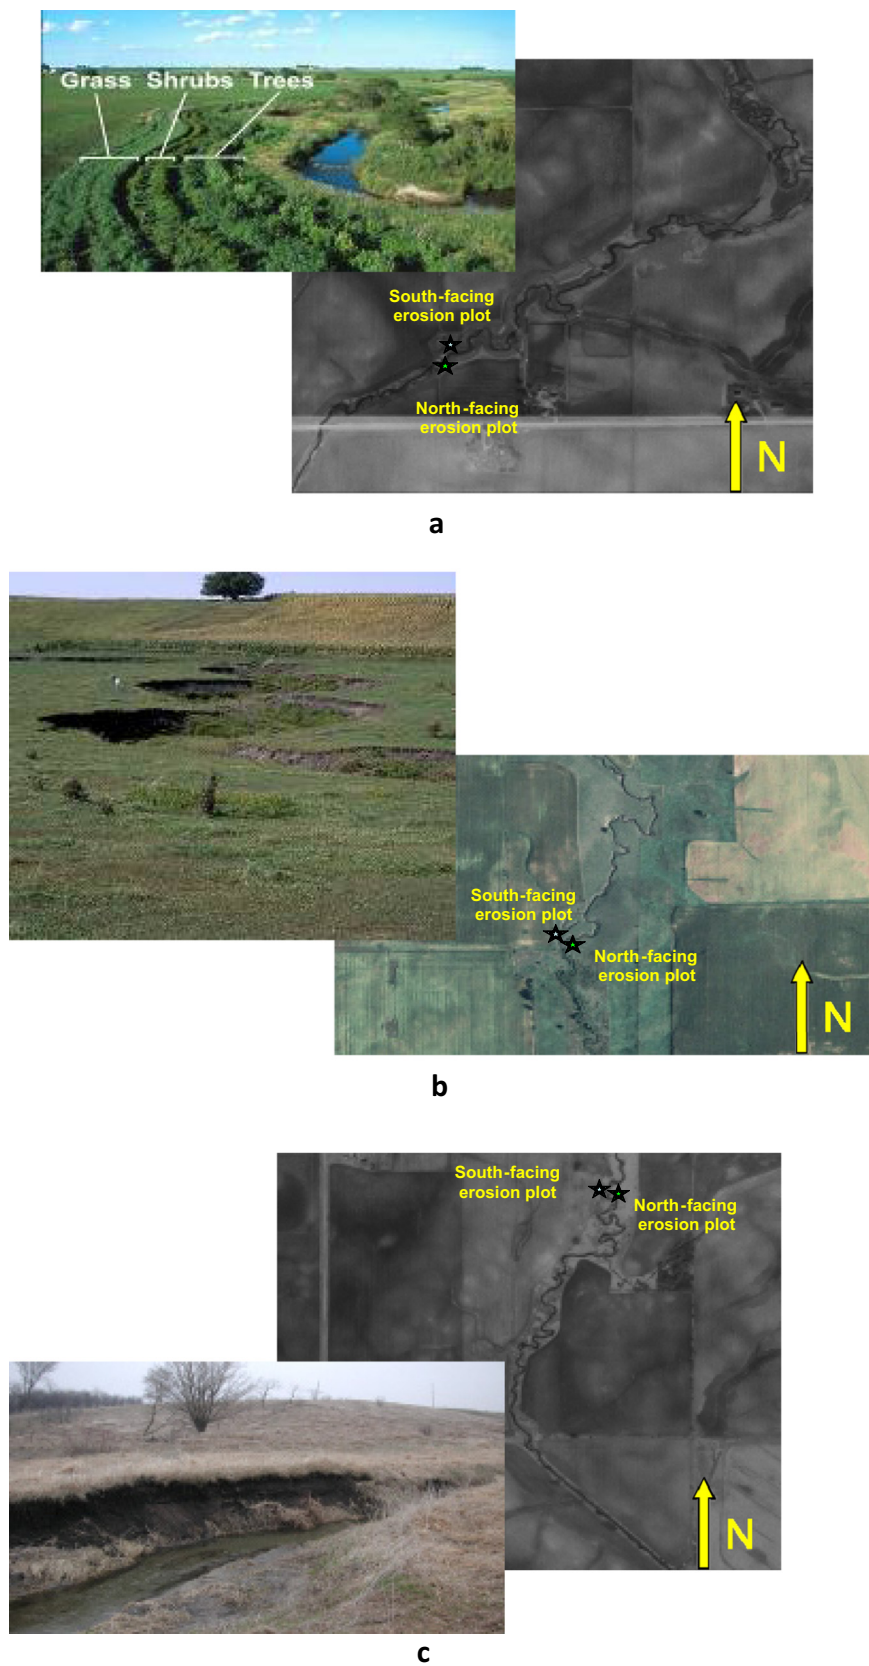 Grass Shrubs Trees
South-facing
erosion plot
North-facing
erosion plot
N
a
South-facing
erosion plot
North-facing
erosion plot
N
b
South-facing
erosion plot
North-facing
erosion plot
N
c